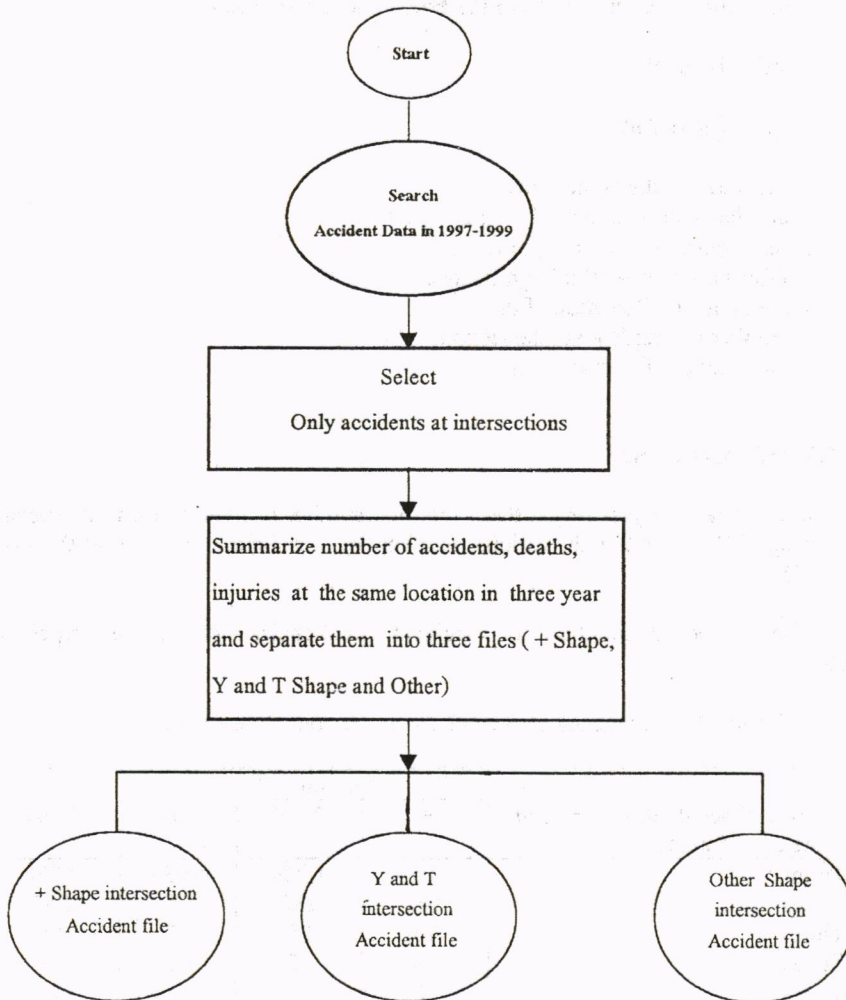 Start
Search
Accident Data in 1997-1999
Select
Only accidents at intersections
Summarize number of accidents, deaths,
injuries at the same location in three year
and separate them into three files ( + Shape,
Y and T Shape and Other)
+ Shape intersection
Accident file
Y and T
intersection
Accident file
Other Shape
intersection
Accident file